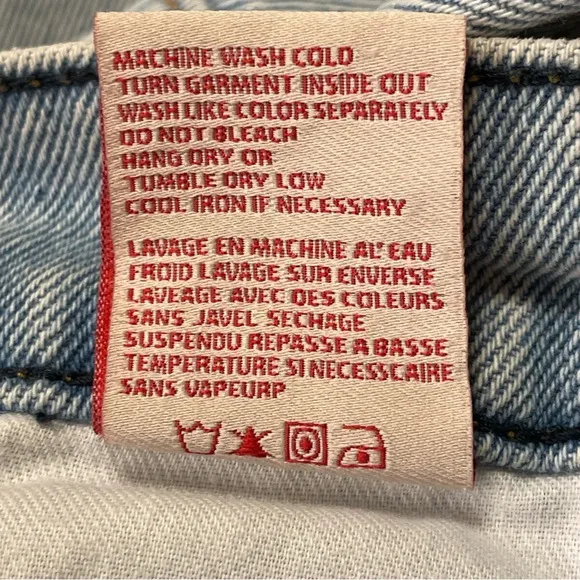 MACHINE WASH COLD
TURN GARMENT INSIDE OUT
WASH LIKE COLOR SEPARATELY
DO NOT BLEACH
HANG DRY OR
TUMBLE DRY LOW
COOL IRON IF NECESSARY
LAVAGE EN MACHINE AL' EAU
FROID LAVAGE SUR ENVERSE
LAVEAGE AVEC DES COLEURS
SANS JAVEL SECHAGE
SUSPENDU REPASSE A BASSE
TEMPERATURE SI NECESSCAIRE
SANS VAPEURP